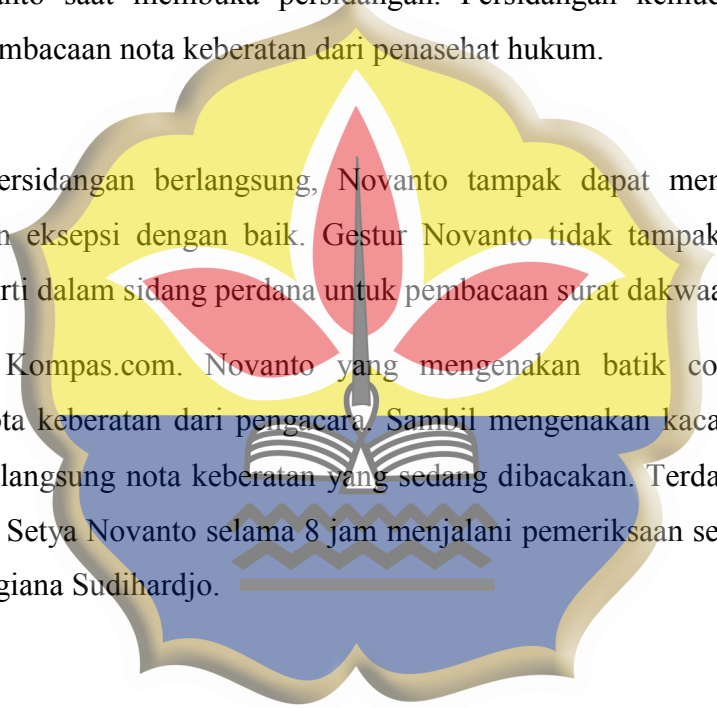 nto saat membuka persidangan. Persidangan kemud
mbacaan nota keberatan dari penasehat hukum.
ersidangan berlangsung, Novanto tampak dapat men
n eksepsi dengan baik. Gestur Novanto tidak tampak
rti dalam sidang perdana untuk pembacaan surat dakwaa
Kompas.com. Novanto yang mengenakan batik co
ota keberatan dari pengacara. Sambil mengenakan kaca
langsung nota keberatan yang sedang dibacakan. Terda
Setya Novanto selama 8 jam menjalani pemeriksaan se
giana Sudihardjo.